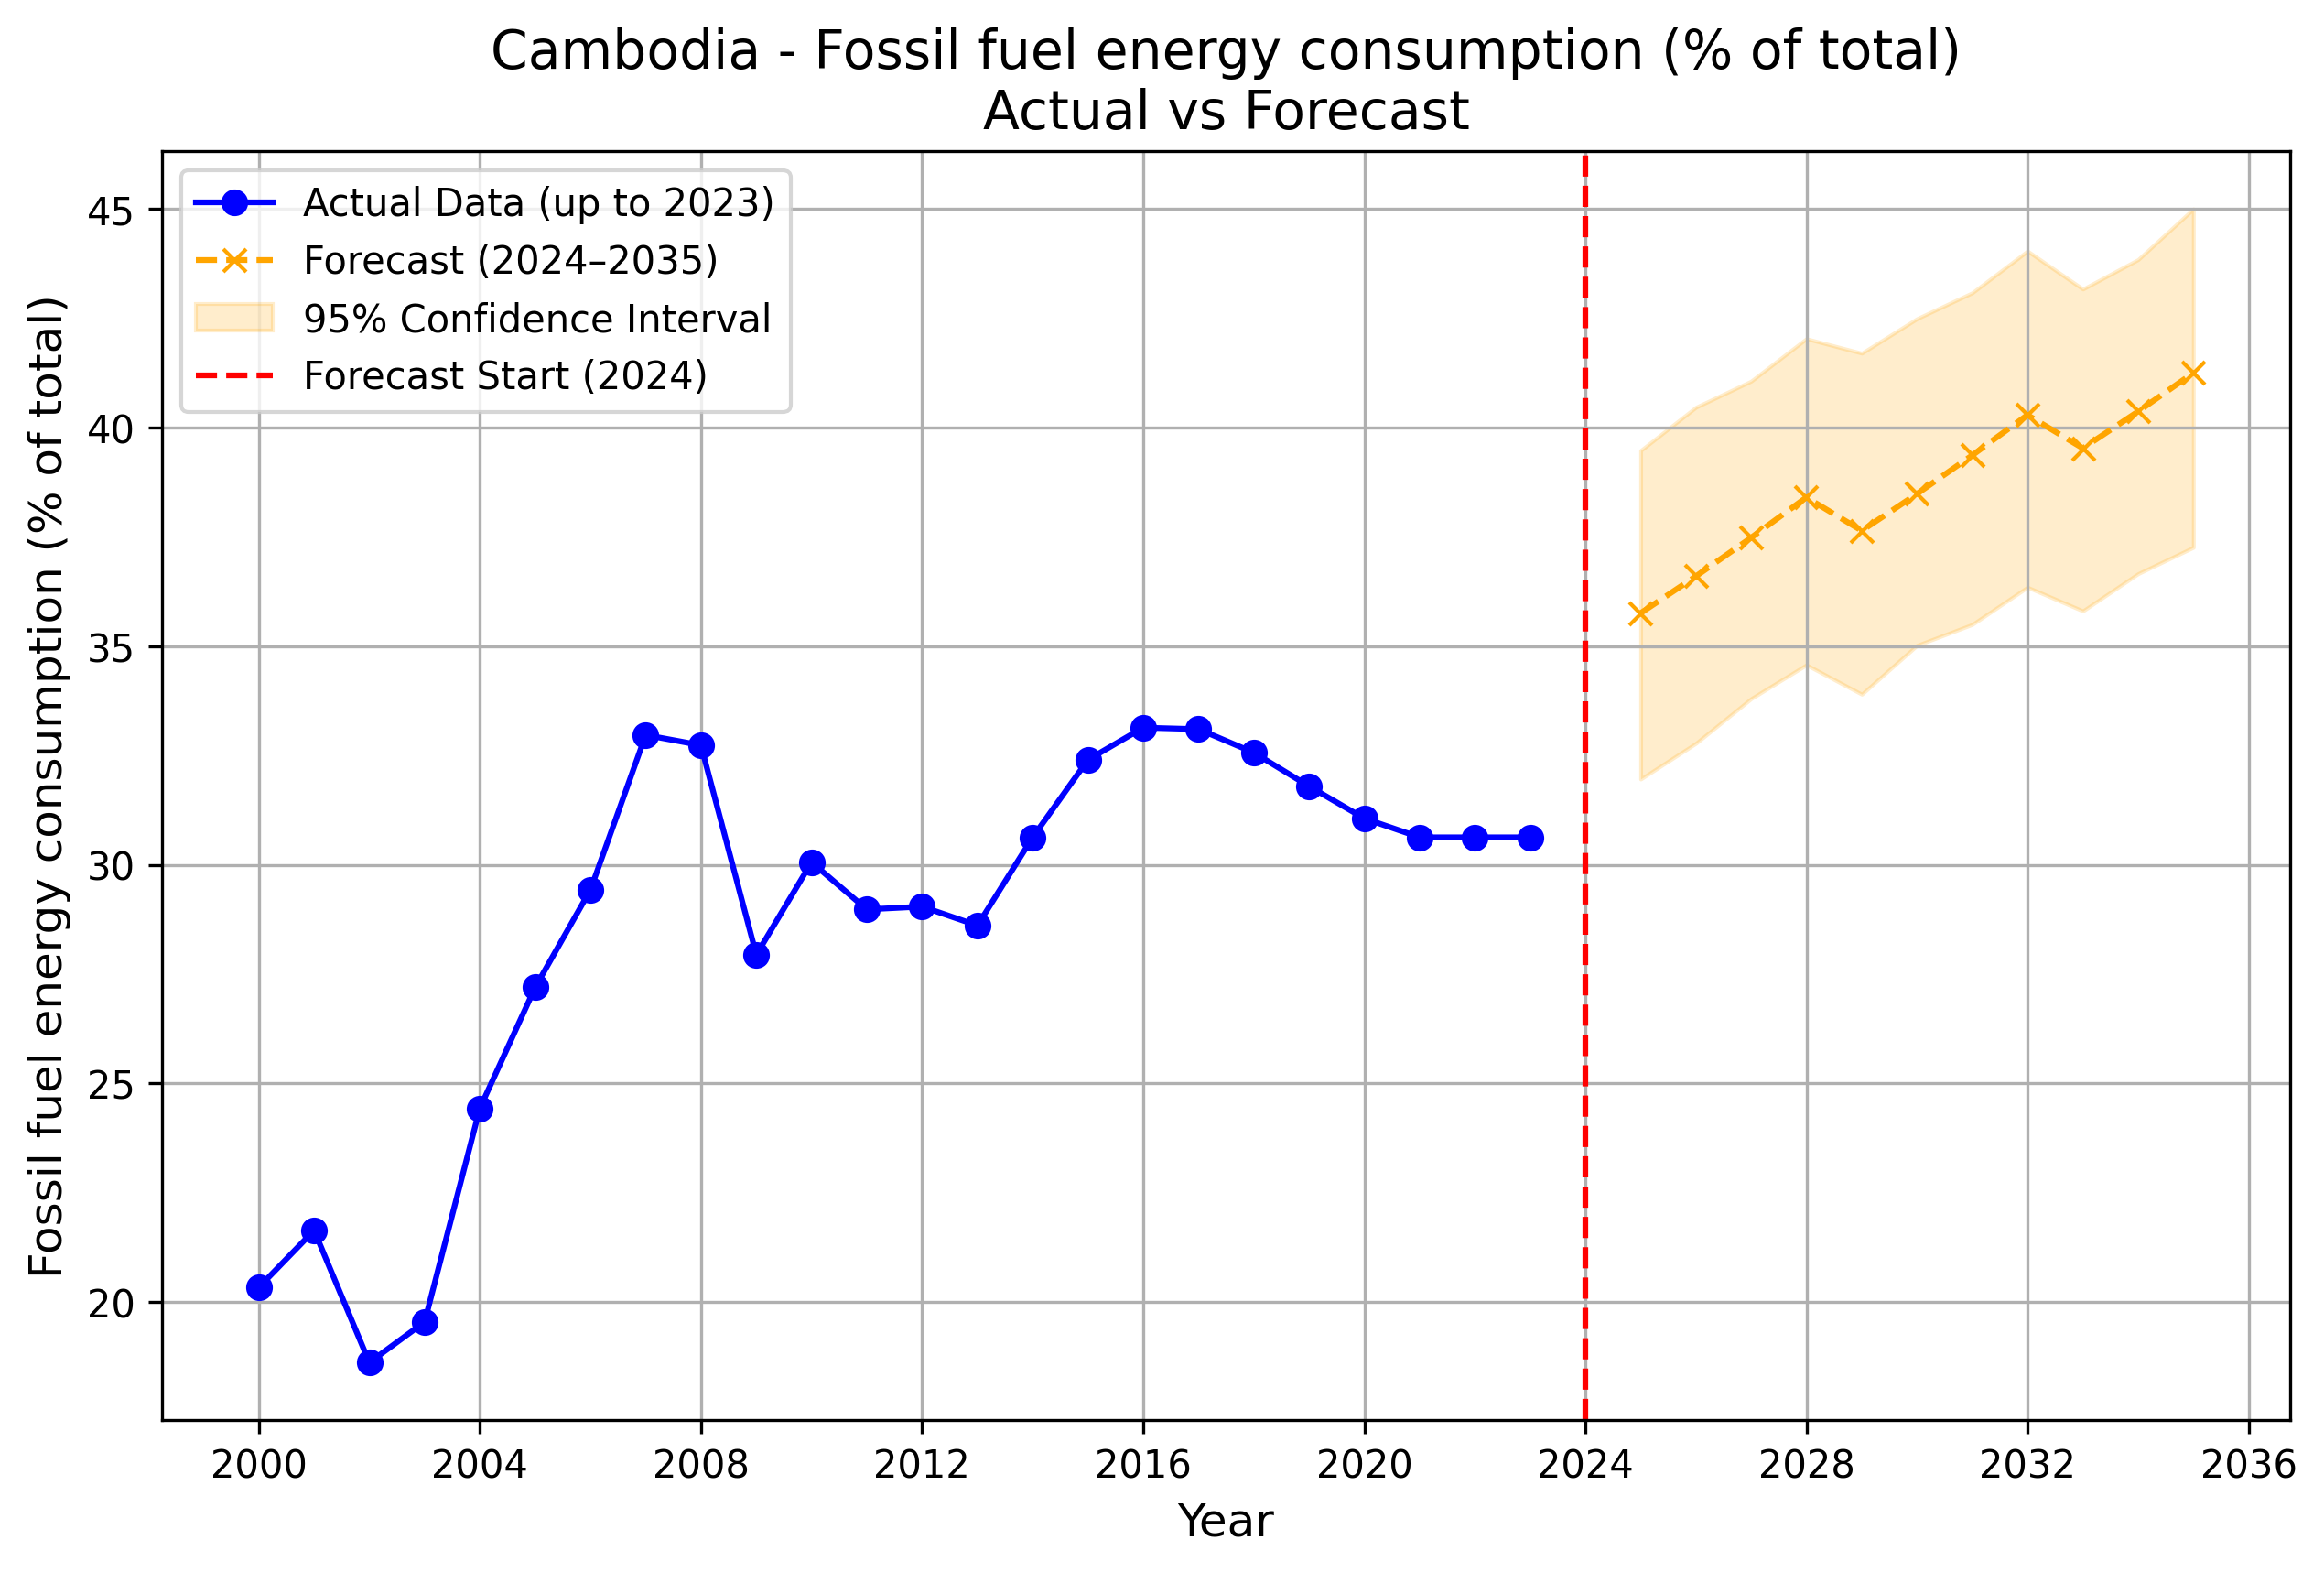 Cambodia - Fossil fuel energy consumption (% of total)
Actual vs Forecast
Actual Data (up to 2023)
Forecast (2024–2035)
95% Confidence Interval
Forecast Start (2024)
Fossil fuel energy consumption (% of total)
45
40
35
30
25
20
2000 2004 2008 2012 2016 2020 2024 2028 2032 2036
Year